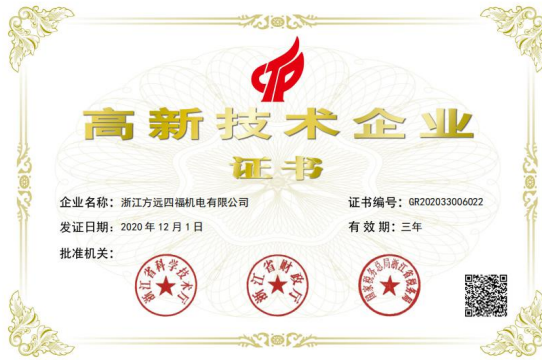 高新技术企业
证书
企业名称：浙江方远四福机电有限公司
证书编号：GR202033006022
发证日期：2020年12月1日
有效期：三年
批准机关：
浙江省科学技术厅
浙江省财政厅
国家税务总局浙江省税务局